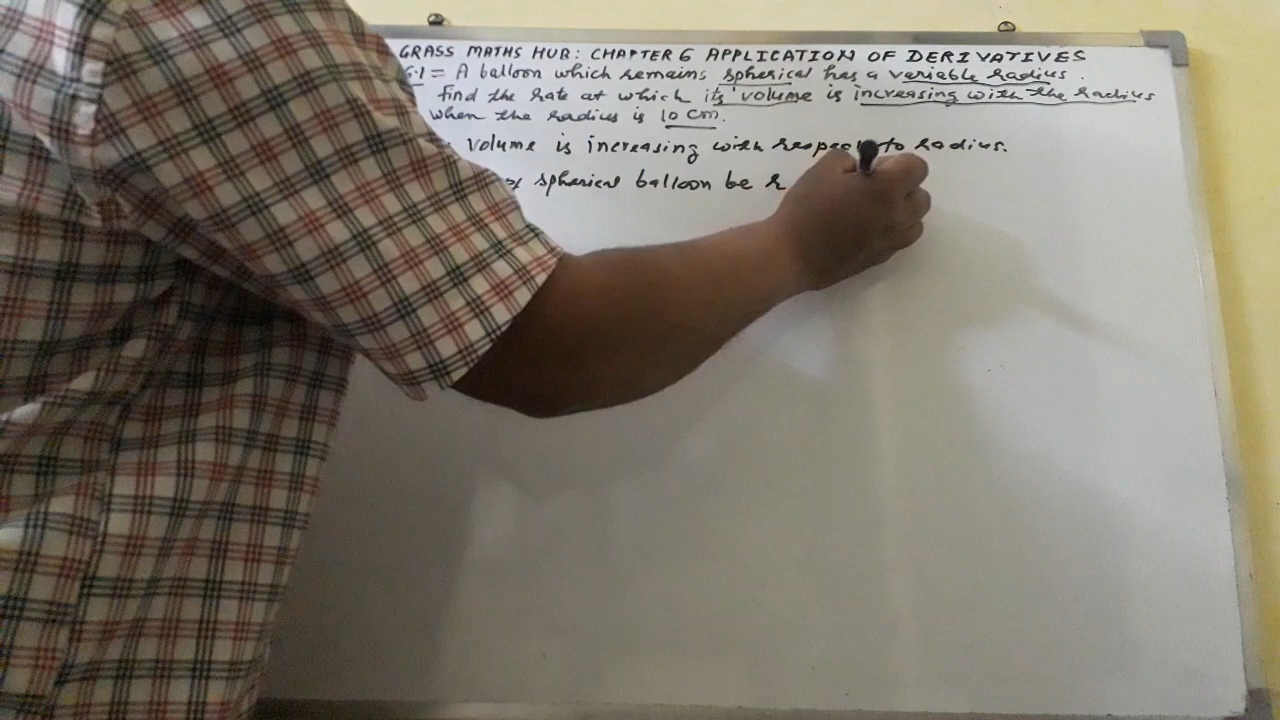 GRASS MATHS HUB: CHAPTER 6 APPLICATION OF DERIVATIVES
6.1 = A balloon which remains spherical has a variable radius.
find the rate at which its volume is increasing with the radius
when the radius is 10 cm.
volume is increasing with respect to radius.
spherical balloon be r